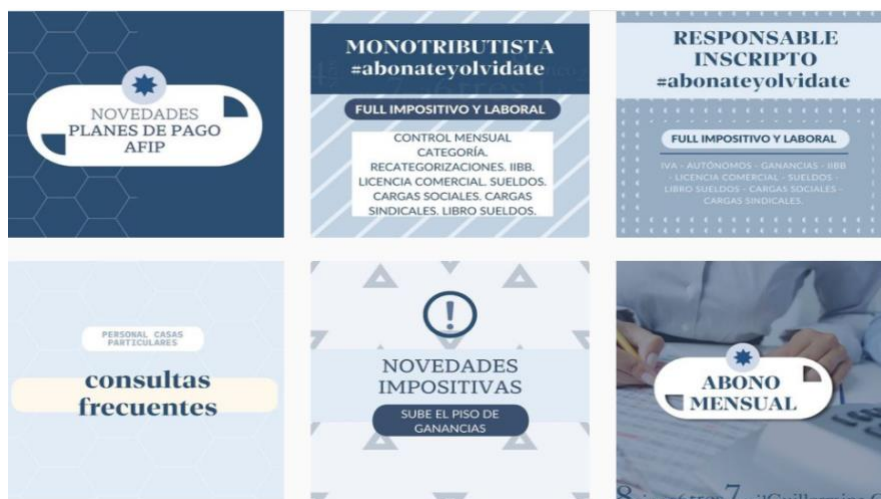 NOVEDADES
PLANES DE PAGO
AFIP
MONOTRIBUTISTA
#abonateyolvidate
FULL IMPOSITIVO Y LABORAL
CONTROL MENSUAL
CATEGORÍA.
RECATEGORIZACIONES. IIBB.
LICENCIA COMERCIAL. SUELDOS.
CARGAS SOCIALES. CARGAS
SINDICALES. LIBRO SUELDOS.
RESPONSABLE
INSCRIPTO
#abonateyolvidate
FULL IMPOSITIVO Y LABORAL
IVA - AUTÓNOMOS - GANANCIAS - IIBB
- LICENCIA COMERCIAL - SUELDOS -
LIBRO SUELDOS - CARGAS SOCIALES -
CARGAS SINDICALES.
PERSONAL CASAS
PARTICULARES
consultas
frecuentes
NOVEDADES
IMPOSITIVAS
SUBE EL PISO DE
GANANCIAS
ABONO
MENSUAL